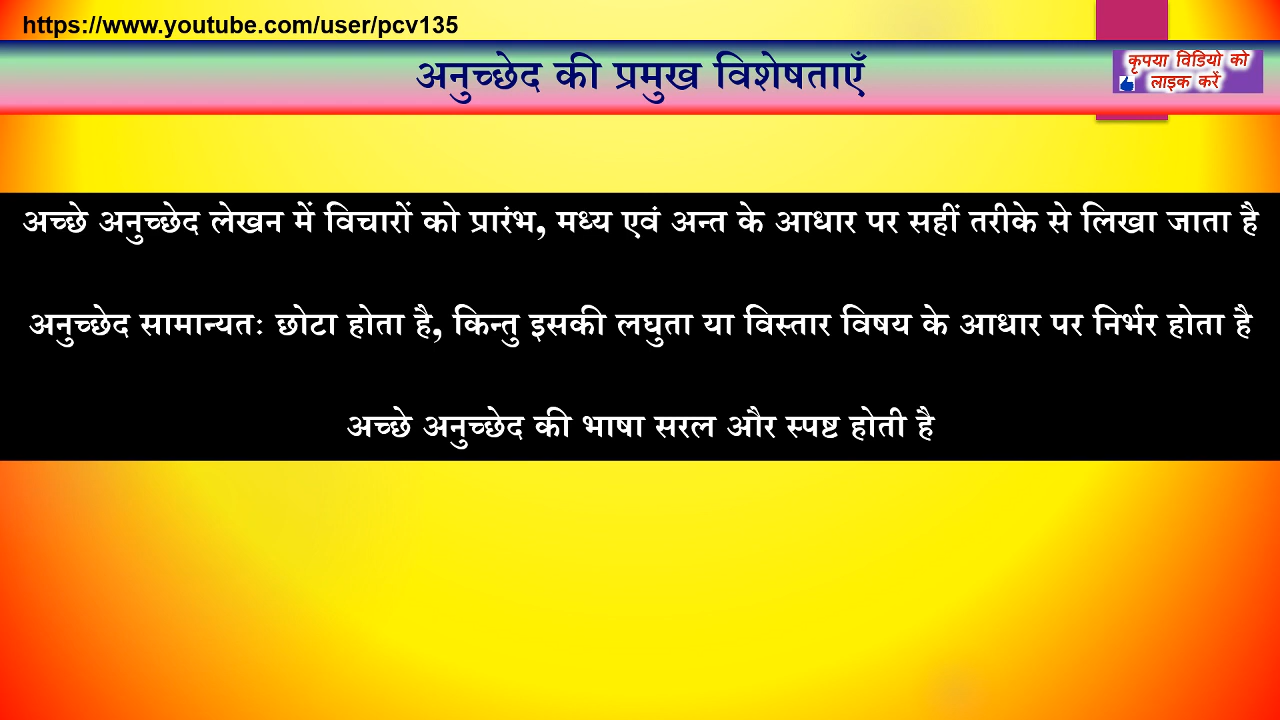 https://www.youtube.com/user/pcv135
अनुच्छेद की प्रमुख विशेषताएँ
कृपया विडियो को
लाइक करें
अच्छे अनुच्छेद लेखन में विचारों को प्रारंभ, मध्य एवं अन्त के आधार पर सहीं तरीके से लिखा जाता है
अनुच्छेद सामान्यतः छोटा होता है, किन्तु इसकी लघुता या विस्तार विषय के आधार पर निर्भर होता है
अच्छे अनुच्छेद की भाषा सरल और स्पष्ट होती है